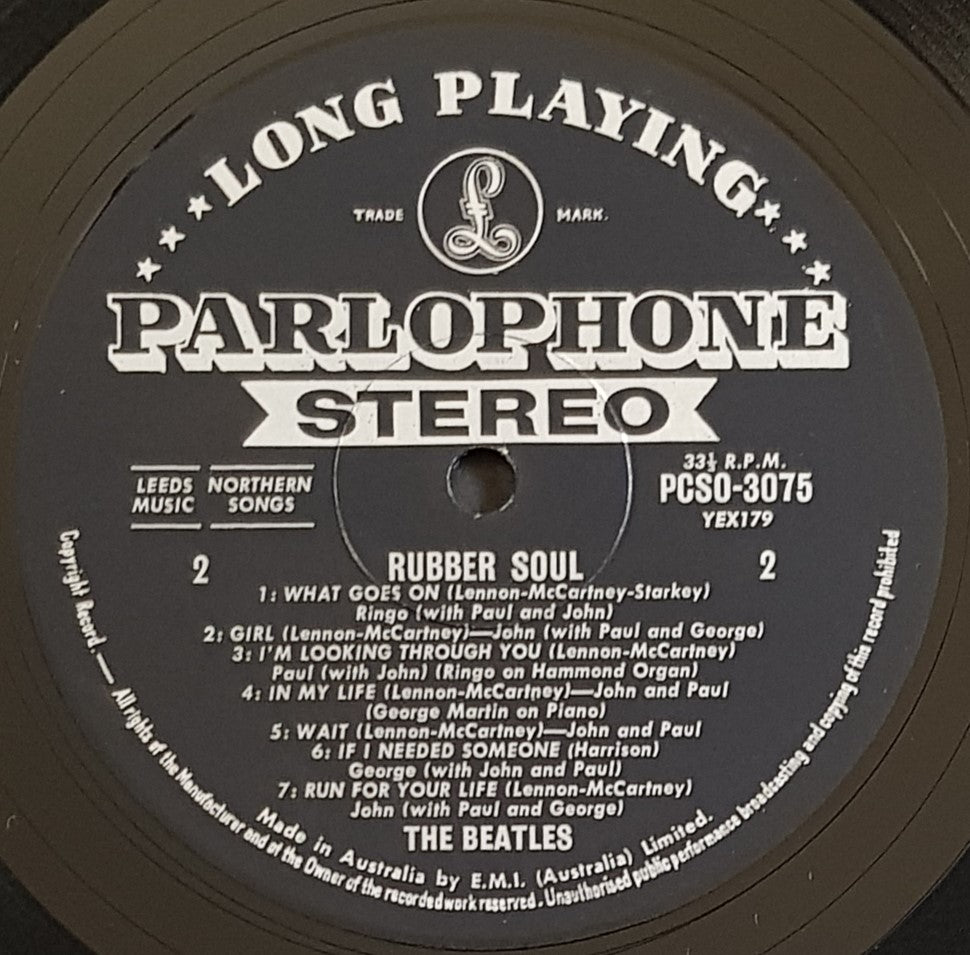 LONG PLAYING
TRADE £ MARK.
PARLOPHONE
STEREO
LEEDS MUSIC
NORTHERN SONGS
33⅓ R.P.M.
PCSO-3075
YEX179
2 RUBBER SOUL 2
1: WHAT GOES ON (Lennon-McCartney-Starkey)
Ringo (with Paul and John)
2: GIRL (Lennon-McCartney)—John (with Paul and George)
3: I'M LOOKING THROUGH YOU (Lennon-McCartney)
Paul (with John) (Ringo on Hammond Organ)
4: IN MY LIFE (Lennon-McCartney)—John and Paul
(George Martin on Piano)
5: WAIT (Lennon-McCartney)—John and Paul
6: IF I NEEDED SOMEONE (Harrison)
George (with John and Paul)
7: RUN FOR YOUR LIFE (Lennon-McCartney)
John (with Paul and George)
THE BEATLES
Made in Australia by E.M.I. (Australia) Limited.
Copyright Record.— All rights of the Manufacturer and of the Owner of the recorded work reserved. Unauthorised public performance broadcasting and copying of this record prohibited